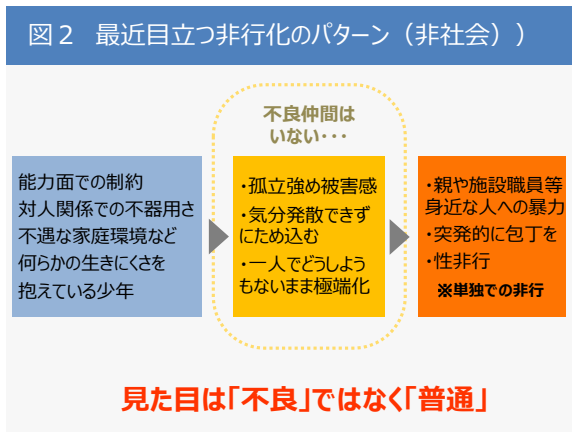 図２　最近目立つ非行化のパターン（非社会））
不良仲間は
いない・・・
能力面での制約
対人関係での不器用さ
不遇な家庭環境など
何らかの生きにくさを
抱えている少年
・孤立強め被害感
・気分発散できず
にため込む
・一人でどうしよう
もないまま極端化
・親や施設職員等
身近な人への暴力
・突発的に包丁を
・性非行
※単独での非行
見た目は「不良」ではなく「普通」